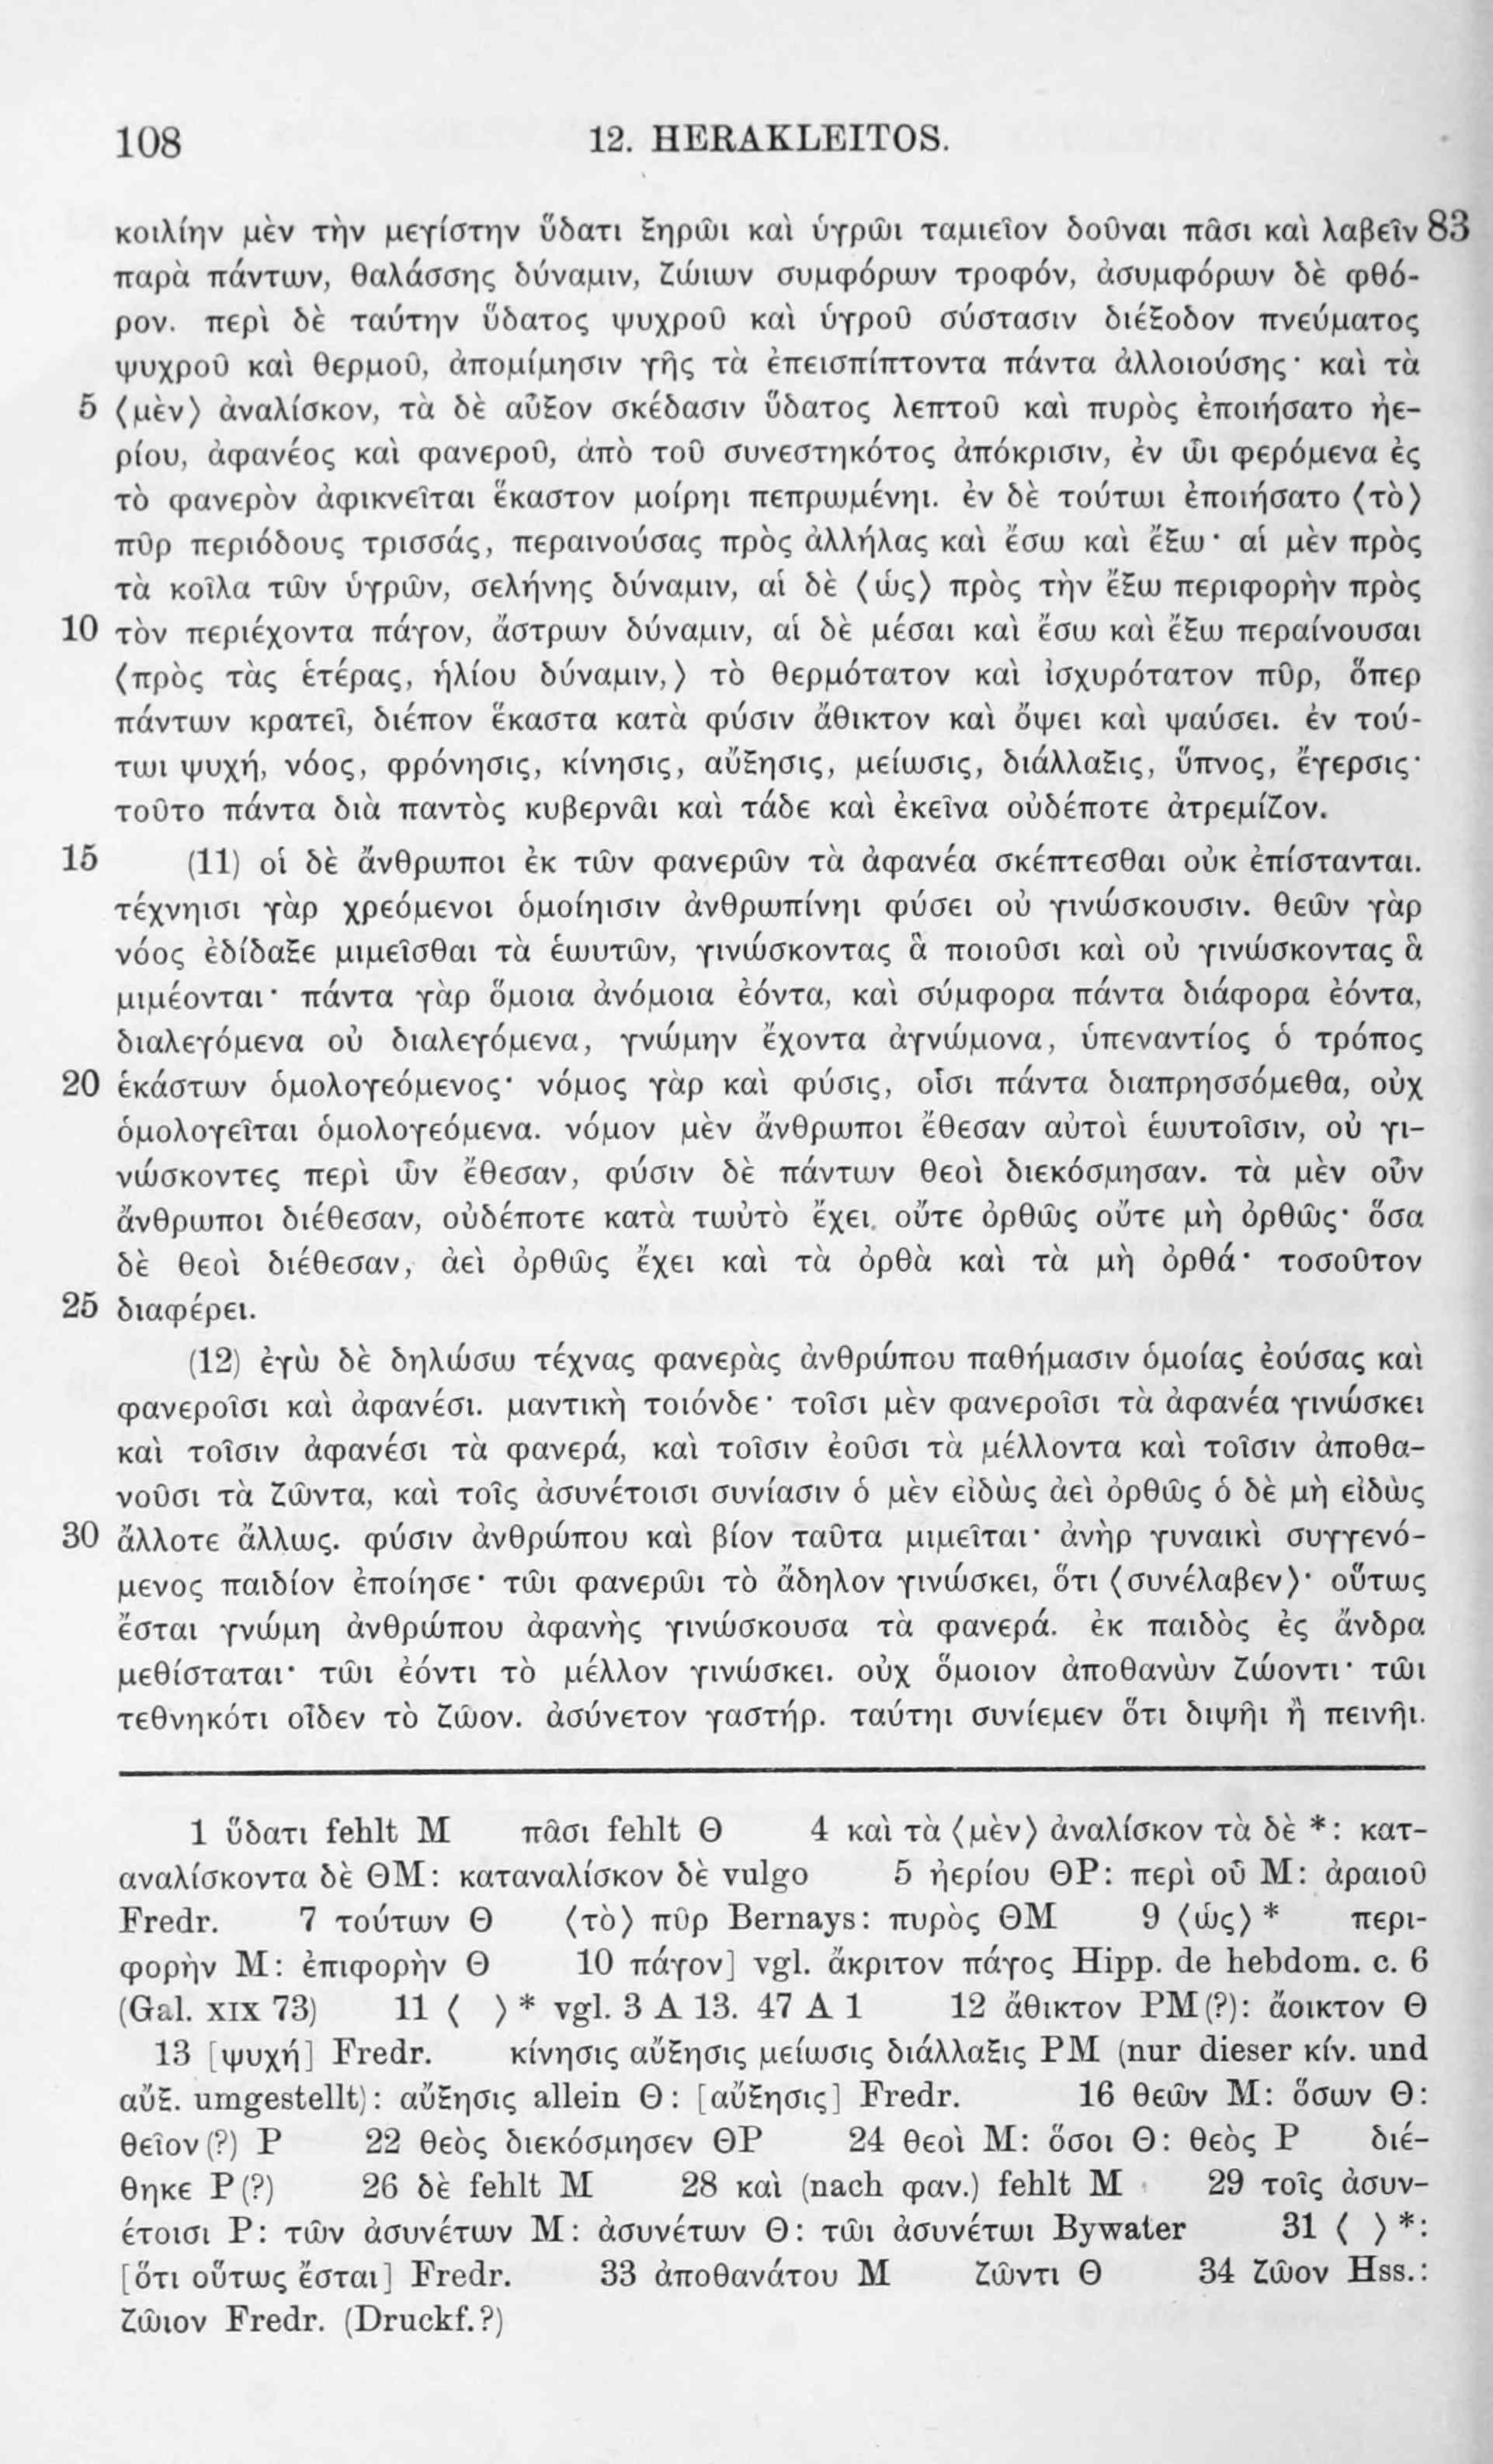 108
12. HERAKLEITOS.
κοιλίην μὲν τὴν μεγίστην ὕδατι ξηρῶι καὶ ὑγρῶι ταμιεῖον δοῦναι πᾶσι καὶ λαβεῖν 83
παρὰ πάντων, θαλάσσης δύναμιν, ζώιων συμφόρων τροφόν, ἀσυμφόρων δὲ φθό-
ρον. περὶ δὲ ταύτην ὕδατος ψυχροῦ καὶ ὑγροῦ σύστασιν διέξοδον πνεύματος
ψυχροῦ καὶ θερμοῦ, ἀπομίμησιν γῆς τὰ ἐπεισπίπτοντα πάντα ἀλλοιούσης· καὶ τὰ
5 ⟨μὲν⟩ ἀναλίσκον, τὰ δὲ αὖξον σκέδασιν ὕδατος λεπτοῦ καὶ πυρὸς ἐποιήσατο ἠε-
ρίου, ἀφανέος καὶ φανεροῦ, ἀπὸ τοῦ συνεστηκότος ἀπόκρισιν, ἐν ὧι φερόμενα ἐς
τὸ φανερὸν ἀφικνεῖται ἕκαστον μοίρηι πεπρωμένηι. ἐν δὲ τούτωι ἐποιήσατο ⟨τὸ⟩
πῦρ περιόδους τρισσάς, περαινούσας πρὸς ἀλλήλας καὶ ἔσω καὶ ἔξω· αἱ μὲν πρὸς
τὰ κοῖλα τῶν ὑγρῶν, σελήνης δύναμιν, αἱ δὲ ⟨ὡς⟩ πρὸς τὴν ἔξω περιφορὴν πρὸς
10 τὸν περιέχοντα πάγον, ἄστρων δύναμιν, αἱ δὲ μέσαι καὶ ἔσω καὶ ἔξω περαίνουσαι
⟨πρὸς τὰς ἑτέρας, ἡλίου δύναμιν,⟩ τὸ θερμότατον καὶ ἰσχυρότατον πῦρ, ὅπερ
πάντων κρατεῖ, διέπον ἕκαστα κατὰ φύσιν ἄθικτον καὶ ὄψει καὶ ψαύσει. ἐν τού-
τωι ψυχή, νόος, φρόνησις, κίνησις, αὔξησις, μείωσις, διάλλαξις, ὕπνος, ἔγερσις·
τοῦτο πάντα διὰ παντὸς κυβερνᾶι καὶ τάδε καὶ ἐκεῖνα οὐδέποτε ἀτρεμίζον.
15 (11) οἱ δὲ ἄνθρωποι ἐκ τῶν φανερῶν τὰ ἀφανέα σκέπτεσθαι οὐκ ἐπίστανται.
τέχνηισι γὰρ χρεόμενοι ὁμοίηισιν ἀνθρωπίνηι φύσει οὐ γινώσκουσιν. θεῶν γὰρ
νόος ἐδίδαξε μιμεῖσθαι τὰ ἑωυτῶν, γινώσκοντας ἃ ποιοῦσι καὶ οὐ γινώσκοντας ἃ
μιμέονται· πάντα γὰρ ὅμοια ἀνόμοια ἐόντα, καὶ σύμφορα πάντα διάφορα ἐόντα,
διαλεγόμενα οὐ διαλεγόμενα, γνώμην ἔχοντα ἀγνώμονα, ὑπεναντίος ὁ τρόπος
20 ἑκάστων ὁμολογεόμενος· νόμος γὰρ καὶ φύσις, οἷσι πάντα διαπρησσόμεθα, οὐχ
ὁμολογεῖται ὁμολογεόμενα. νόμον μὲν ἄνθρωποι ἔθεσαν αὐτοὶ ἑωυτοῖσιν, οὐ γι-
νώσκοντες περὶ ὧν ἔθεσαν, φύσιν δὲ πάντων θεοὶ διεκόσμησαν. τὰ μὲν οὖν
ἄνθρωποι διέθεσαν, οὐδέποτε κατὰ τωὐτὸ ἔχει οὔτε ὀρθῶς οὔτε μὴ ὀρθῶς· ὅσα
δὲ θεοὶ διέθεσαν, ἀεὶ ὀρθῶς ἔχει καὶ τὰ ὀρθὰ καὶ τὰ μὴ ὀρθά· τοσοῦτον
25 διαφέρει.
(12) ἐγὼ δὲ δηλώσω τέχνας φανερὰς ἀνθρώπου παθήμασιν ὁμοίας ἐούσας καὶ
φανεροῖσι καὶ ἀφανέσι. μαντικὴ τοιόνδε· τοῖσι μὲν φανεροῖσι τὰ ἀφανέα γινώσκει
καὶ τοῖσιν ἀφανέσι τὰ φανερά, καὶ τοῖσιν ἐοῦσι τὰ μέλλοντα καὶ τοῖσιν ἀποθα-
νοῦσι τὰ ζῶντα, καὶ τοῖς ἀσυνέτοισι συνίασιν ὁ μὲν εἰδὼς ἀεὶ ὀρθῶς ὁ δὲ μὴ εἰδὼς
30 ἄλλοτε ἄλλως. φύσιν ἀνθρώπου καὶ βίον ταῦτα μιμεῖται· ἀνὴρ γυναικὶ συγγενό-
μενος παιδίον ἐποίησε· τῶι φανερῶι τὸ ἄδηλον γινώσκει, ὅτι ⟨συνέλαβεν⟩· οὕτως
ἔσται γνώμη ἀνθρώπου ἀφανὴς γινώσκουσα τὰ φανερά. ἐκ παιδὸς ἐς ἄνδρα
μεθίσταται· τῶι ἐόντι τὸ μέλλον γινώσκει. οὐχ ὅμοιον ἀποθανὼν ζώοντι· τῶι
τεθνηκότι οἶδεν τὸ ζῶον. ἀσύνετον γαστήρ. ταύτηι συνίεμεν ὅτι διψῆι ἢ πεινῆι.
1 ὕδατι fehlt M πᾶσι fehlt Θ 4 καὶ τὰ ⟨μὲν⟩ ἀναλίσκον τὰ δὲ *: κατ-
αναλίσκοντα δὲ ΘM: καταναλίσκον δὲ vulgo 5 ἠερίου ΘP: περὶ οὗ M: ἀραιοῦ
Fredr. 7 τούτων Θ ⟨τὸ⟩ πῦρ Bernays: πυρὸς ΘM 9 ⟨ὡς⟩ * περι-
φορὴν M: ἐπιφορὴν Θ 10 πάγον] vgl. ἄκριτον πάγος Hipp. de hebdom. c. 6
(Gal. XIX 73) 11 ⟨ ⟩ * vgl. 3 A 13. 47 A 1 12 ἄθικτον PM(?): ἄοικτον Θ
13 [ψυχή] Fredr. κίνησις αὔξησις μείωσις διάλλαξις PM (nur dieser κίν. und
αὔξ. umgestellt): αὔξησις allein Θ: [αὔξησις] Fredr. 16 θεῶν M: ὅσων Θ:
θεῖον(?) P 22 θεὸς διεκόσμησεν ΘP 24 θεοὶ M: ὅσοι Θ: θεὸς P διέ-
θηκε P(?) 26 δὲ fehlt M 28 καὶ (nach φαν.) fehlt M 29 τοῖς ἀσυν-
έτοισι P: τῶν ἀσυνέτων M: ἀσυνέτων Θ: τῶι ἀσυνέτωι Bywater 31 ⟨ ⟩ *:
[ὅτι οὕτως ἔσται] Fredr. 33 ἀποθανάτου M ζῶντι Θ 34 ζῶον Hss.:
ζῶιον Fredr. (Druckf.?)